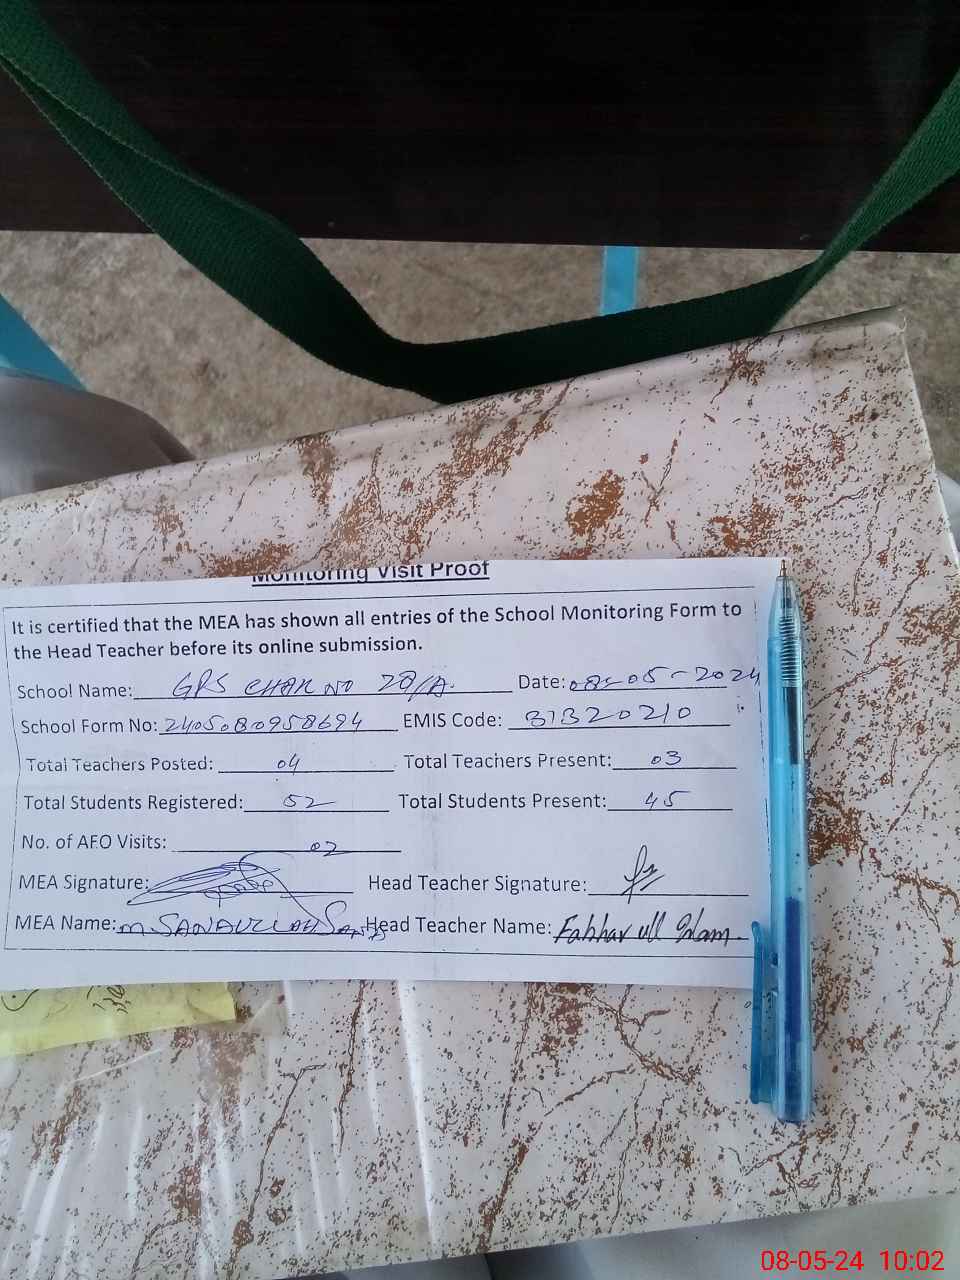 Monitoring Visit Proof
It is certified that the MEA has shown all entries of the School Monitoring Form to
the Head Teacher before its online submission.
School Name: GPS CHAK NO 28/A. Date: 08-05-2024
School Form No: 2405080958694 EMIS Code: 31320210
Total Teachers Posted: 04 Total Teachers Present: 03
Total Students Registered: 52 Total Students Present: 45
No. of AEO Visits: 02
MEA Signature: Head Teacher Signature:
MEA Name: M. SANAULLAH Head Teacher Name: Fakhar ul Islam.
08-05-24 10:02